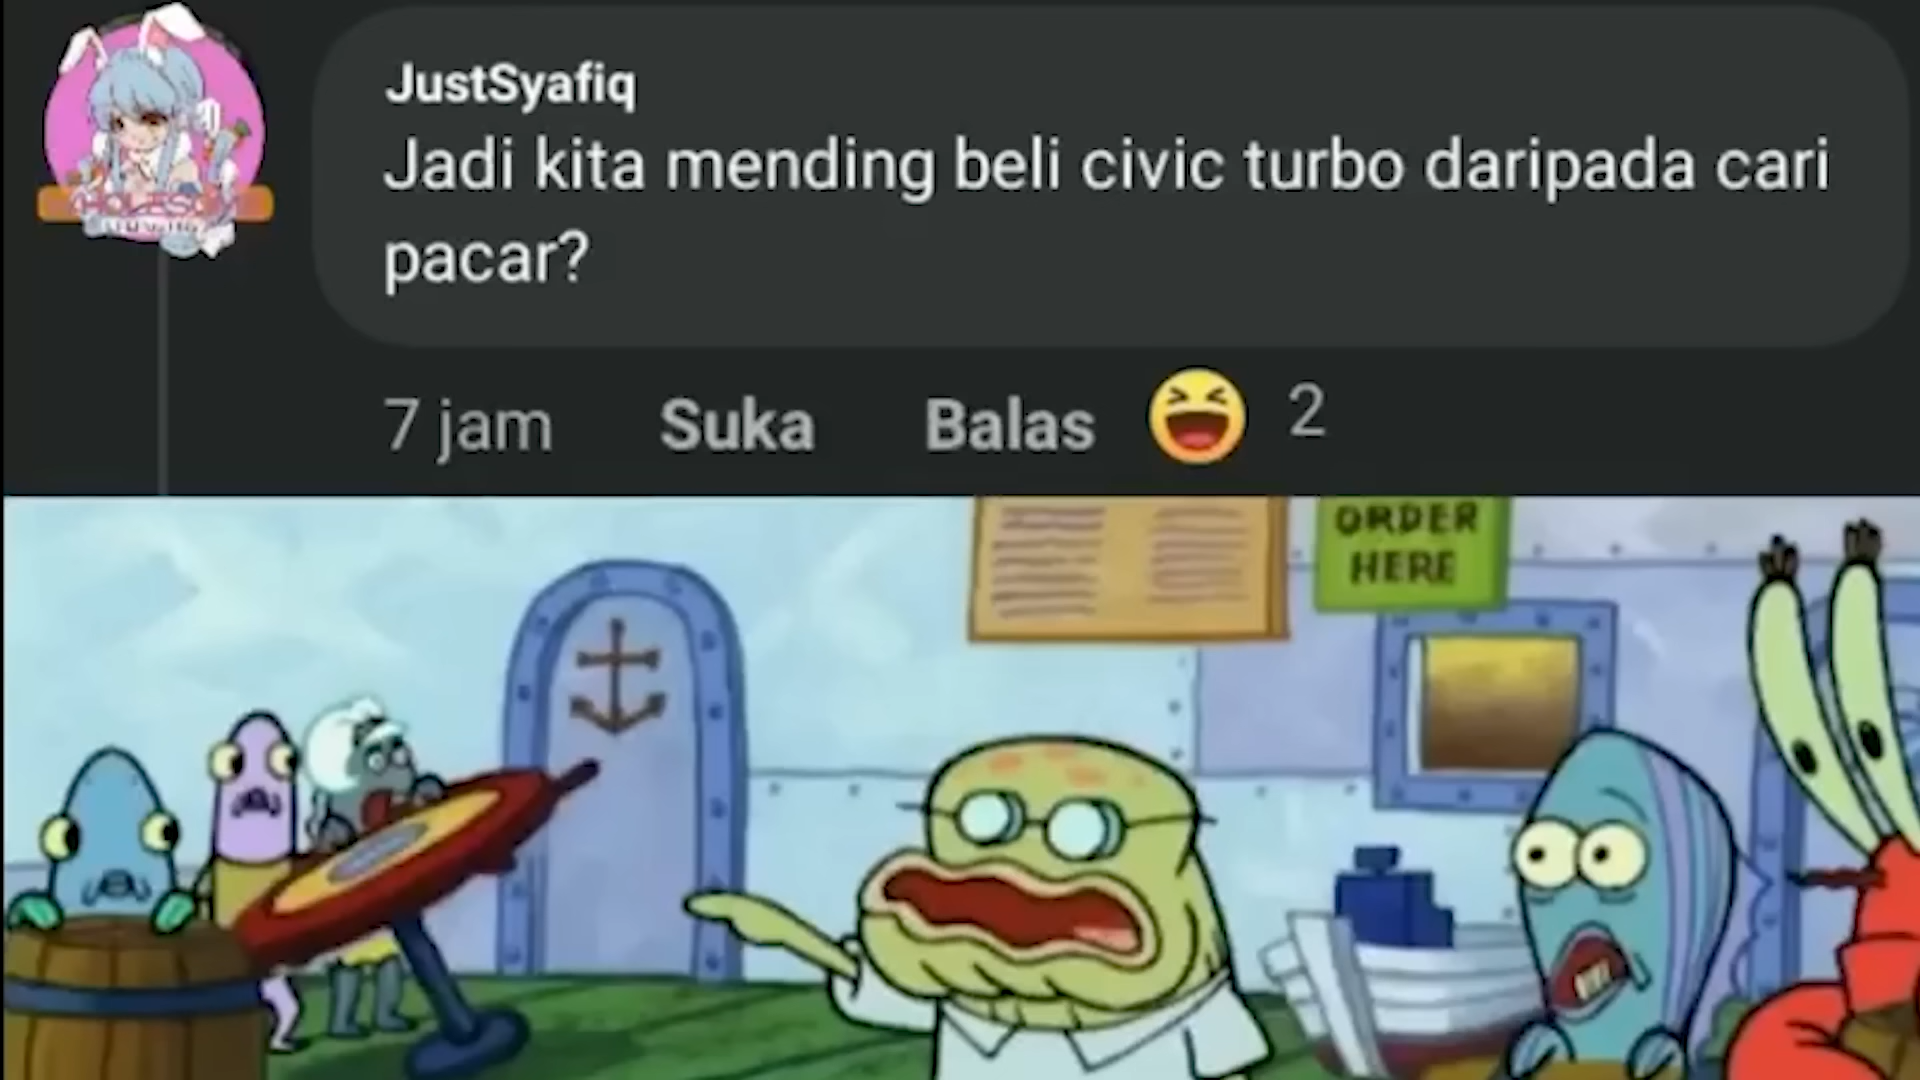 JustSyafiq
Jadi kita mending beli civic turbo daripada cari
pacar?
7 jam Suka Balas 2
ORDER
HERE